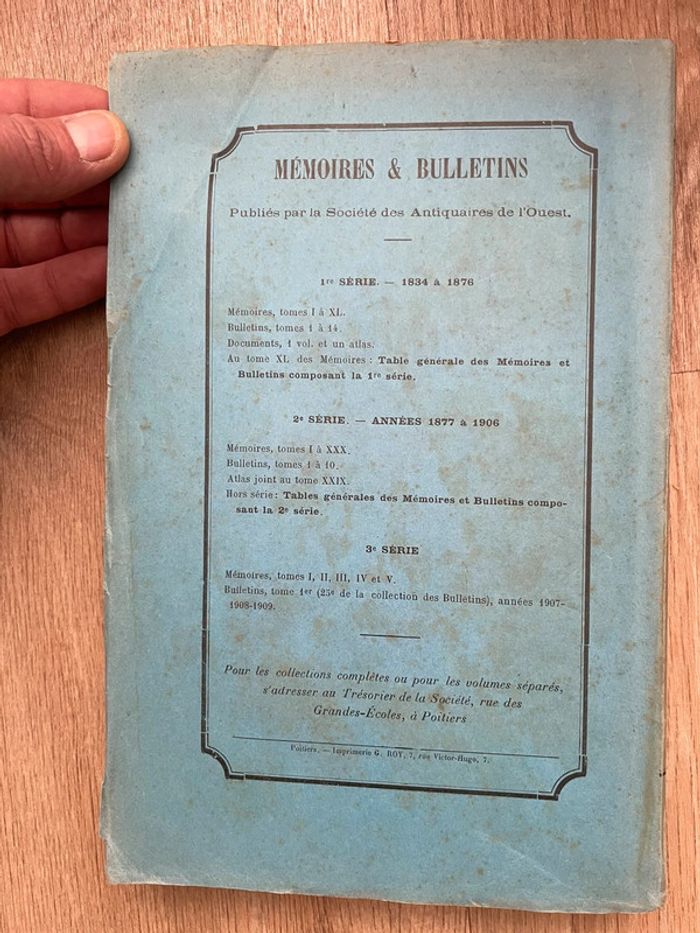 MÉMOIRES & BULLETINS
Publiés par la Société des Antiquaires de l'Ouest.
1re SÉRIE. — 1834 à 1876
Mémoires, tomes I à XL.
Bulletins, tomes 1 à 14.
Documents, 1 vol. et un atlas.
Au tome XL des Mémoires : Table générale des Mémoires et
Bulletins composant la 1re série.
2e SÉRIE. — ANNÉES 1877 à 1906
Mémoires, tomes I à XXX.
Bulletins, tomes 1 à 10.
Atlas joint au tome XXIX.
Hors série : Tables générales des Mémoires et Bulletins compo-
sant la 2e série.
3e SÉRIE
Mémoires, tomes I, II, III, IV et V.
Bulletins, tome 1er (25e de la collection des Bulletins), années 1907-
1908-1909.
Pour les collections complètes ou pour les volumes séparés,
s'adresser au Trésorier de la Société, rue des
Grandes-Écoles, à Poitiers
Poitiers. — Imprimerie G. ROY, 7, rue Victor-Hugo, 7.